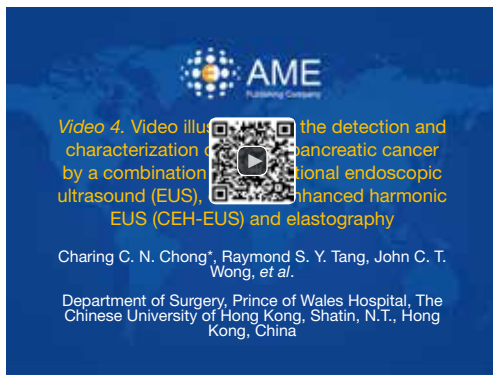 AME
Publishing Company
Video 4. Video illus the detection and
characterization pancreatic cancer
by a combination tional endoscopic
ultrasound (EUS), nhanced harmonic
EUS (CEH-EUS) and elastography
Charing C. N. Chong*, Raymond S. Y. Tang, John C. T.
Wong, et al.
Department of Surgery, Prince of Wales Hospital, The
Chinese University of Hong Kong, Shatin, N.T., Hong
Kong, China